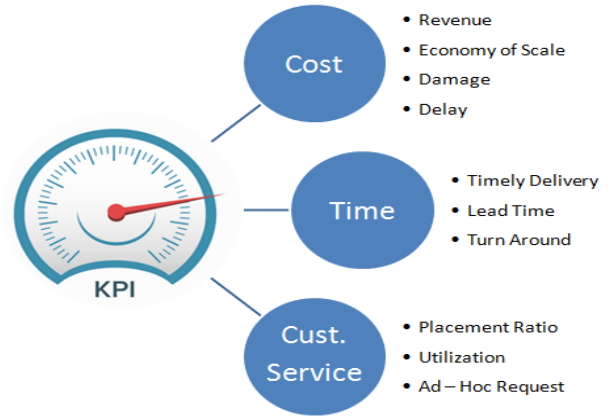 KPI
Cost
• Revenue
• Economy of Scale
• Damage
• Delay
Time
• Timely Delivery
• Lead Time
• Turn Around
Cust.
Service
• Placement Ratio
• Utilization
• Ad – Hoc Request